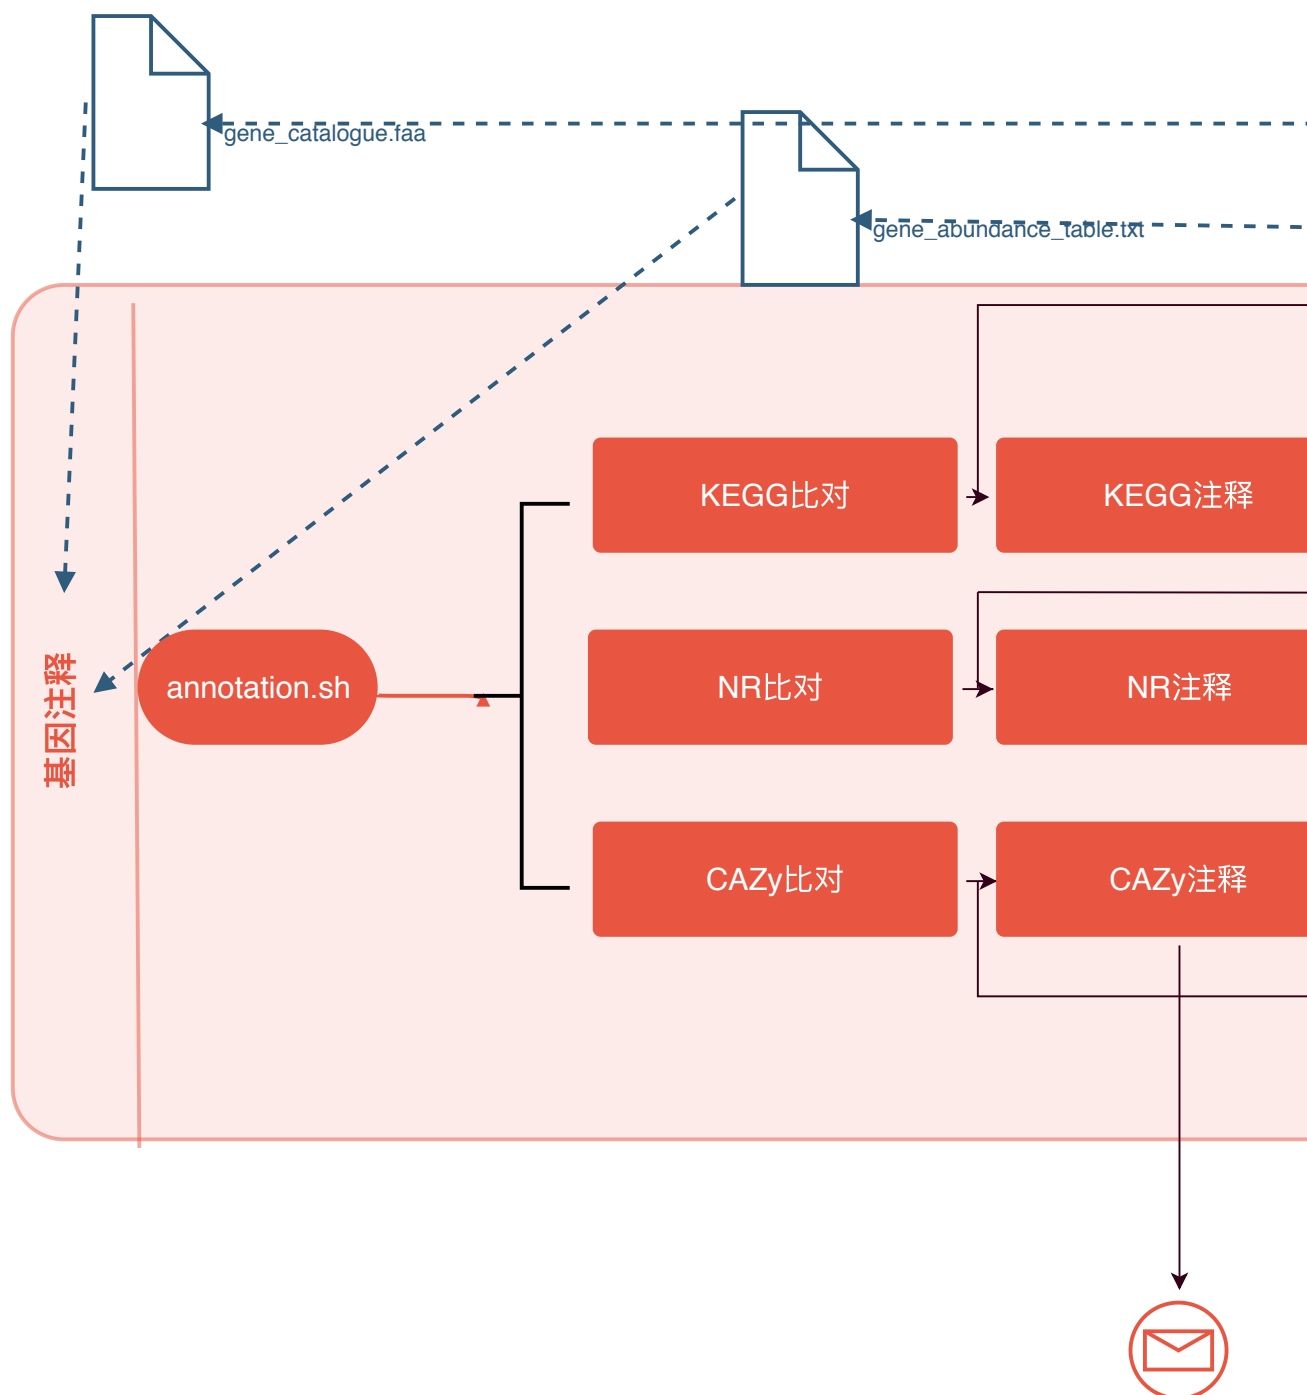 gene_catalogue.faa
gene_abundance_table.txt
KEGG比对
KEGG注释
基因注释
annotation.sh
NR比对
NR注释
CAZy比对
CAZy注释